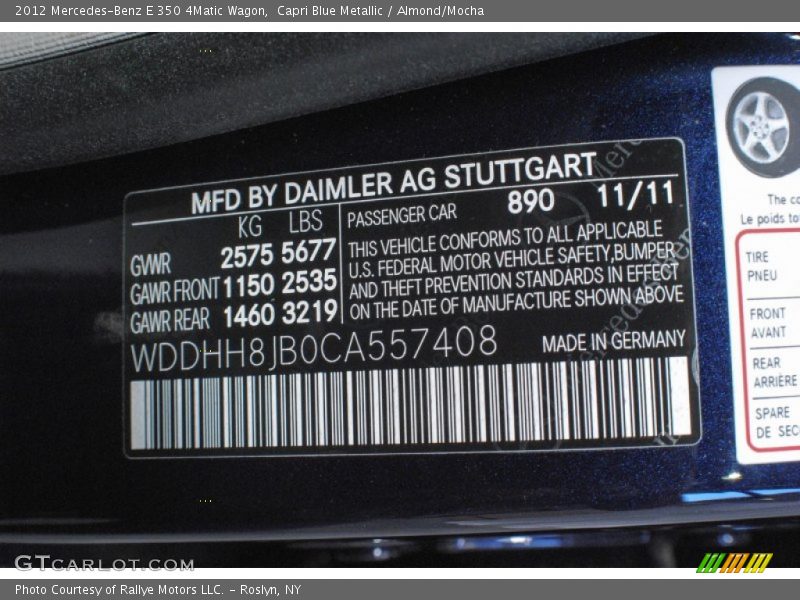 2012 Mercedes-Benz E 350 4Matic Wagon,  Capri Blue Metallic / Almond/Mocha
MFD BY DAIMLER AG STUTTGART
KG LBS
GWR 2575 5677
GAWR FRONT 1150 2535
GAWR REAR 1460 3219
PASSENGER CAR 890 11/11
THIS VEHICLE CONFORMS TO ALL APPLICABLE
U.S. FEDERAL MOTOR VEHICLE SAFETY,BUMPER
AND THEFT PREVENTION STANDARDS IN EFFECT
ON THE DATE OF MANUFACTURE SHOWN ABOVE
WDDHH8JB0CA557408 MADE IN GERMANY
The
Le poids
TIRE
PNEU
FRONT
AVANT
REAR
ARRIÈRE
SPARE
DE
GTCARLOT.COM
Photo Courtesy of Rallye Motors LLC. - Roslyn, NY